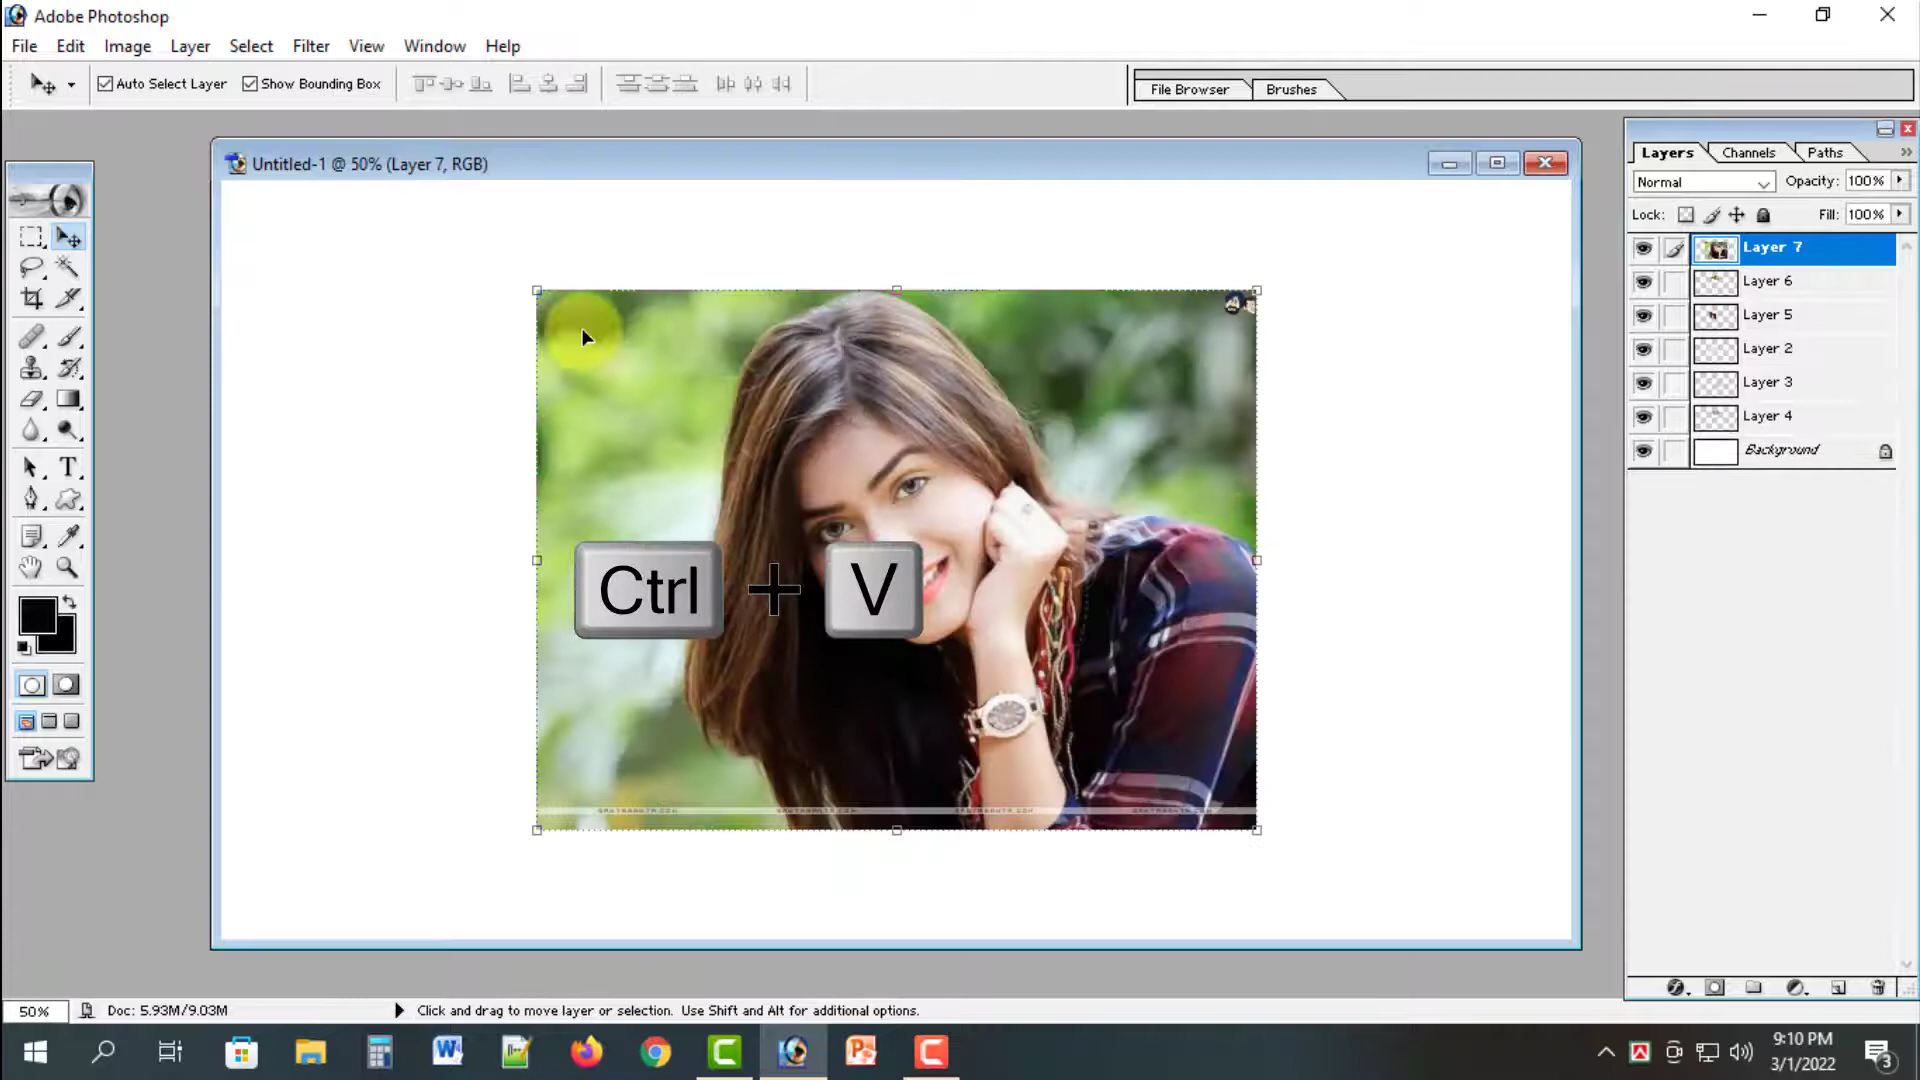 Adobe Photoshop
File Edit Image Layer Select Filter View Window Help
Auto Select Layer Show Bounding Box
File Browser Brushes
Untitled-1 @ 50% (Layer 7, RGB)
Layers Channels Paths
Normal Opacity: 100%
Lock: Fill: 100%
Layer 7
Layer 6
Layer 5
Layer 2
Layer 3
Layer 4
Background
T
Ctrl + V
50% Doc: 5.93M/9.03M Click and drag to move layer or selection. Use Shift and Alt for additional options.
9:10 PM
3/1/2022
3